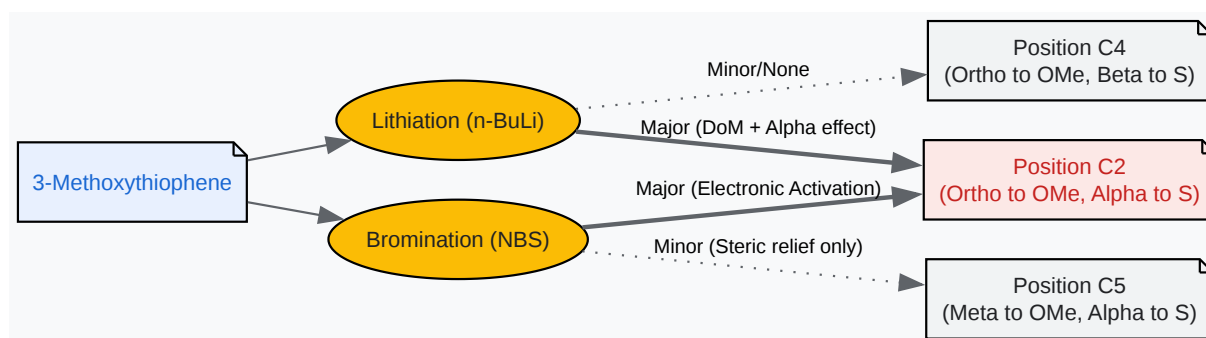 3-Methoxythiophene
Lithiation (n-BuLi)
Bromination (NBS)
Minor/None
Major (DoM + Alpha effect)
Major (Electronic Activation)
Minor (Steric relief only)
Position C4
(Ortho to OMe, Beta to S)
Position C2
(Ortho to OMe, Alpha to S)
Position C5
(Meta to OMe, Alpha to S)